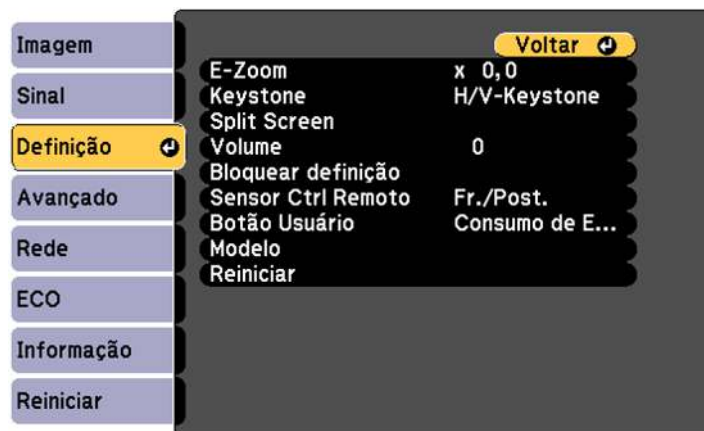 Imagem
Sinal
Definição
Avançado
Rede
ECO
Informação
Reiniciar
Voltar
E-Zoom x 0,0
Keystone H/V-Keystone
Split Screen
Volume 0
Bloquear definição
Sensor Ctrl Remoto Fr./Post.
Botão Usuário Consumo de E...
Modelo
Reiniciar